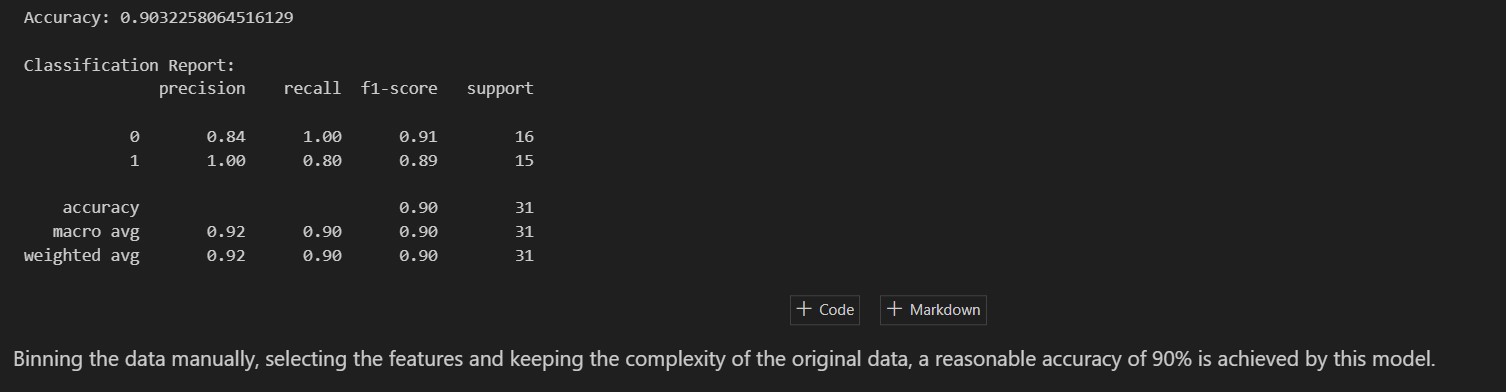 Accuracy: 0.9032258064516129
Classification Report:
precision recall f1-score support
0 0.84 1.00 0.91 16
1 1.00 0.80 0.89 15
accuracy 0.90 31
macro avg 0.92 0.90 0.90 31
weighted avg 0.92 0.90 0.90 31
+ Code + Markdown
Binning the data manually, selecting the features and keeping the complexity of the original data, a reasonable accuracy of 90% is achieved by this model.